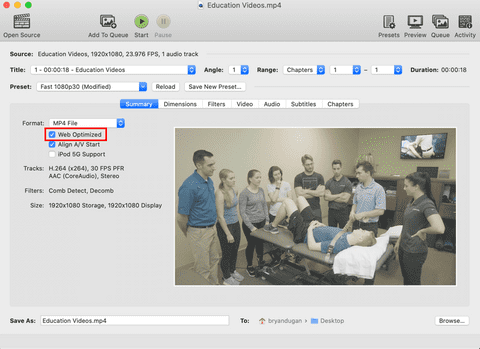 Education Videos.mp4
Open Source Add To Queue Start Pause Presets Preview Queue Activity
Source: Education Videos, 1920x1080, 23.976 FPS, 1 audio track
Title: 1 - 00:00:18 - Education Videos Angle: 1 Range: Chapters 1 – 1 Duration: 00:00:18
Preset: Fast 1080p30 (Modified) Reload Save New Preset...
Summary Dimensions Filters Video Audio Subtitles Chapters
Format: MP4 File
Web Optimized
Align A/V Start
iPod 5G Support
Tracks: H.264 (x264), 30 FPS PFR
AAC (CoreAudio), Stereo
Filters: Comb Detect, Decomb
Size: 1920x1080 Storage, 1920x1080 Display
Save As: Education Videos.mp4 To: bryandugan › Desktop Browse...